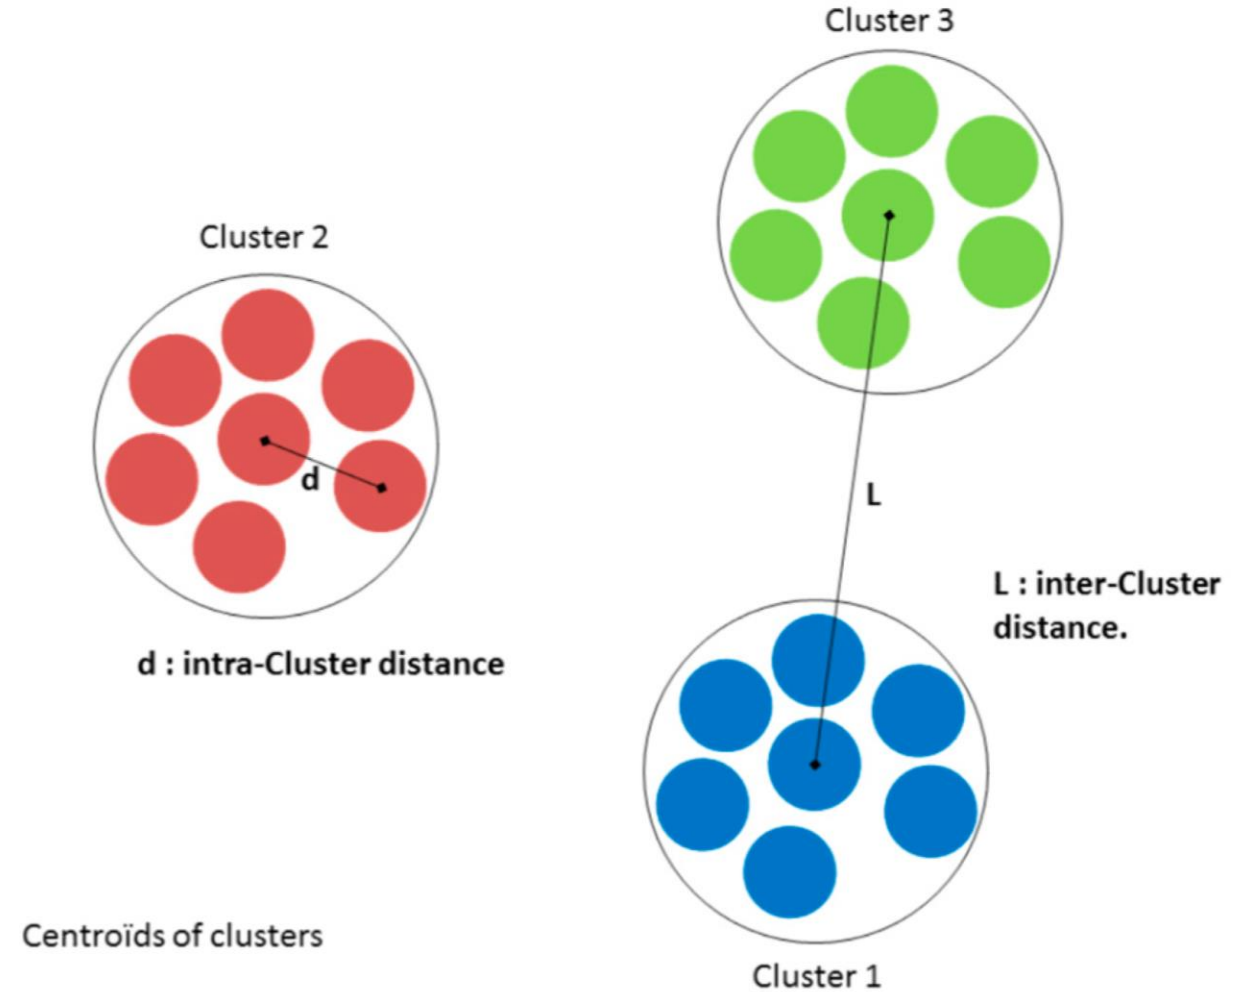 Cluster 3
Cluster 2
d
L
L : inter-Cluster
distance.
d : intra-Cluster distance
Centroïds of clusters
Cluster 1